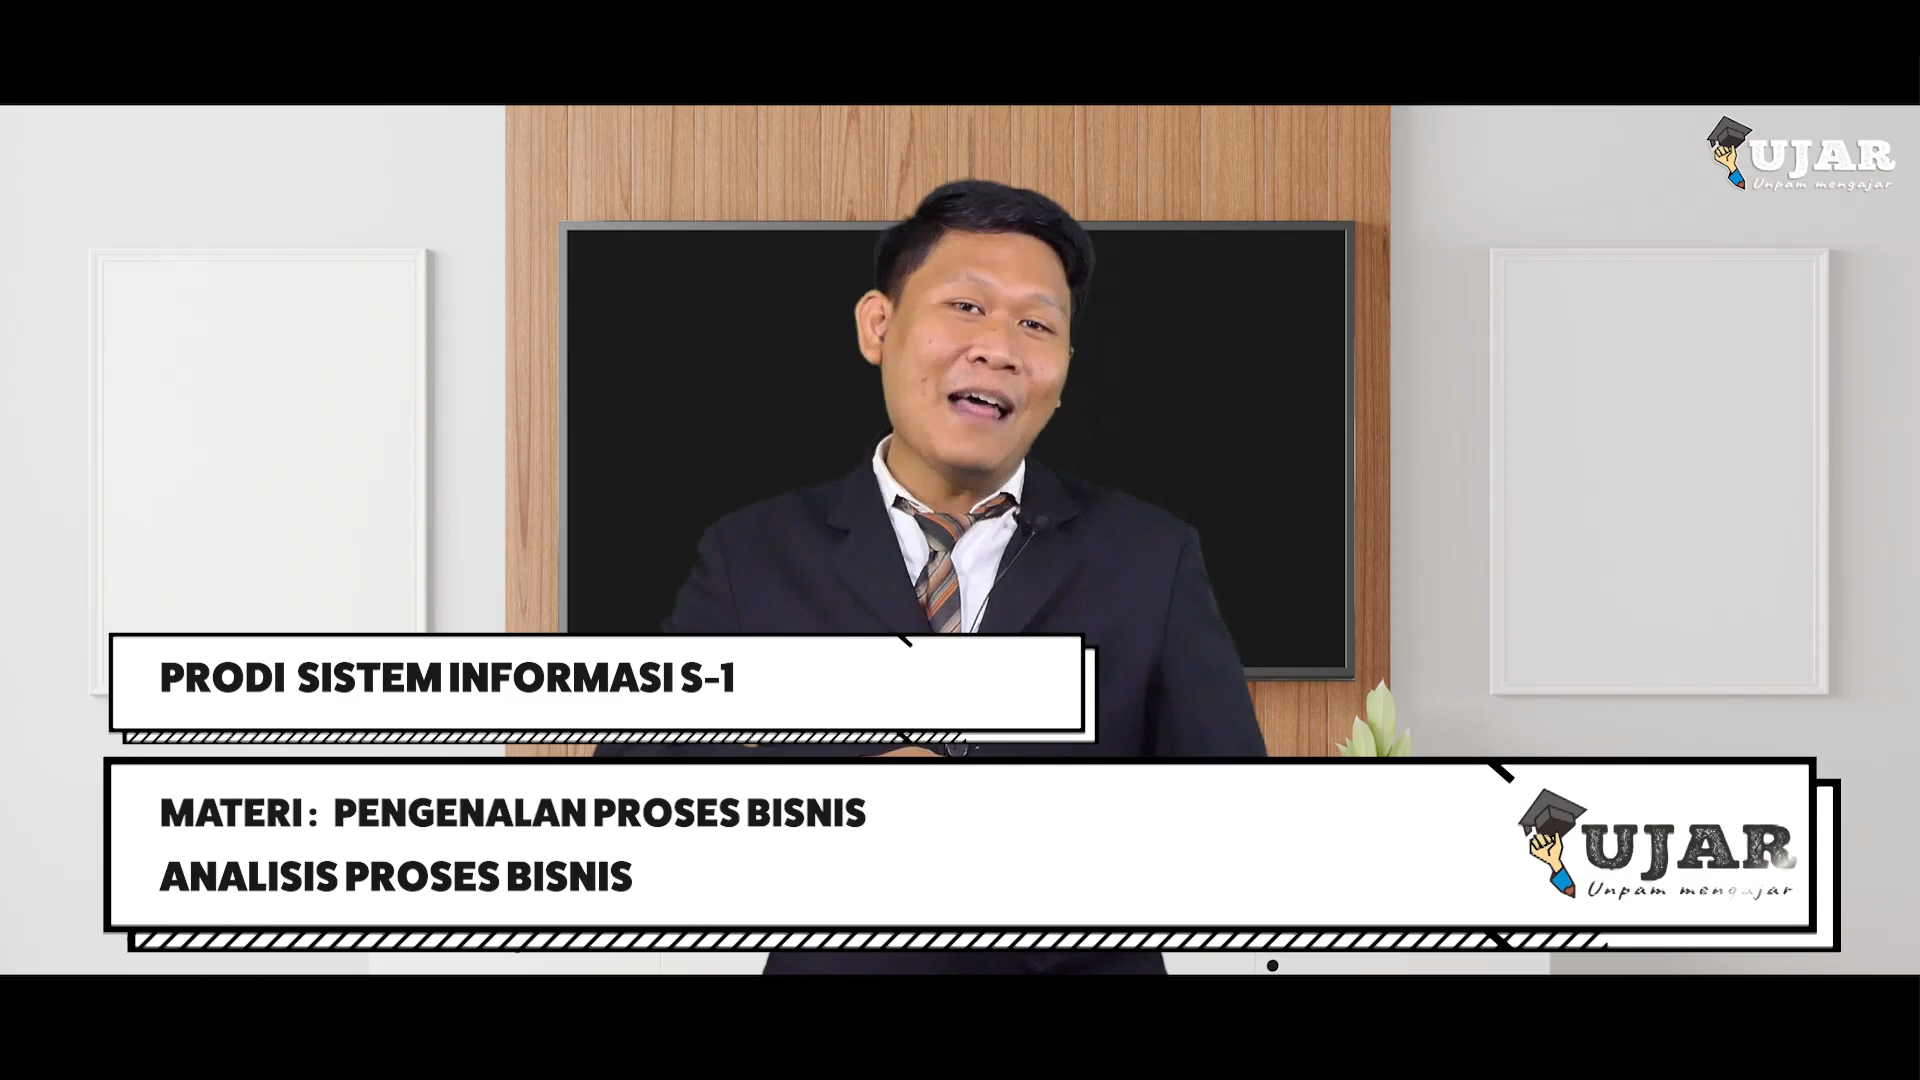 UJAR
Unpam mengajar
PRODI SISTEM INFORMASI S-1
MATERI : PENGENALAN PROSES BISNIS
ANALISIS PROSES BISNIS
UJAR
Unpam mengajar